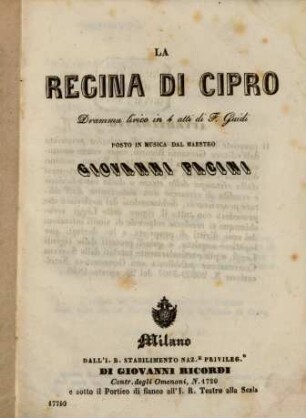 LA
REGINA DI CIPRO
Dramma lirico in 4 atti di F. Guidi
POSTO IN MUSICA DAL MAESTRO
GIOVANNI PACINI
Milano
DALL'I. R. STABILIMENTO NAZ.e PRIVILEG.o
DI GIOVANNI RICORDI
Contr. degli Omenoni, N. 1720
e sotto il Portico di fianco all'I. R. Teatro alla Scala
17760